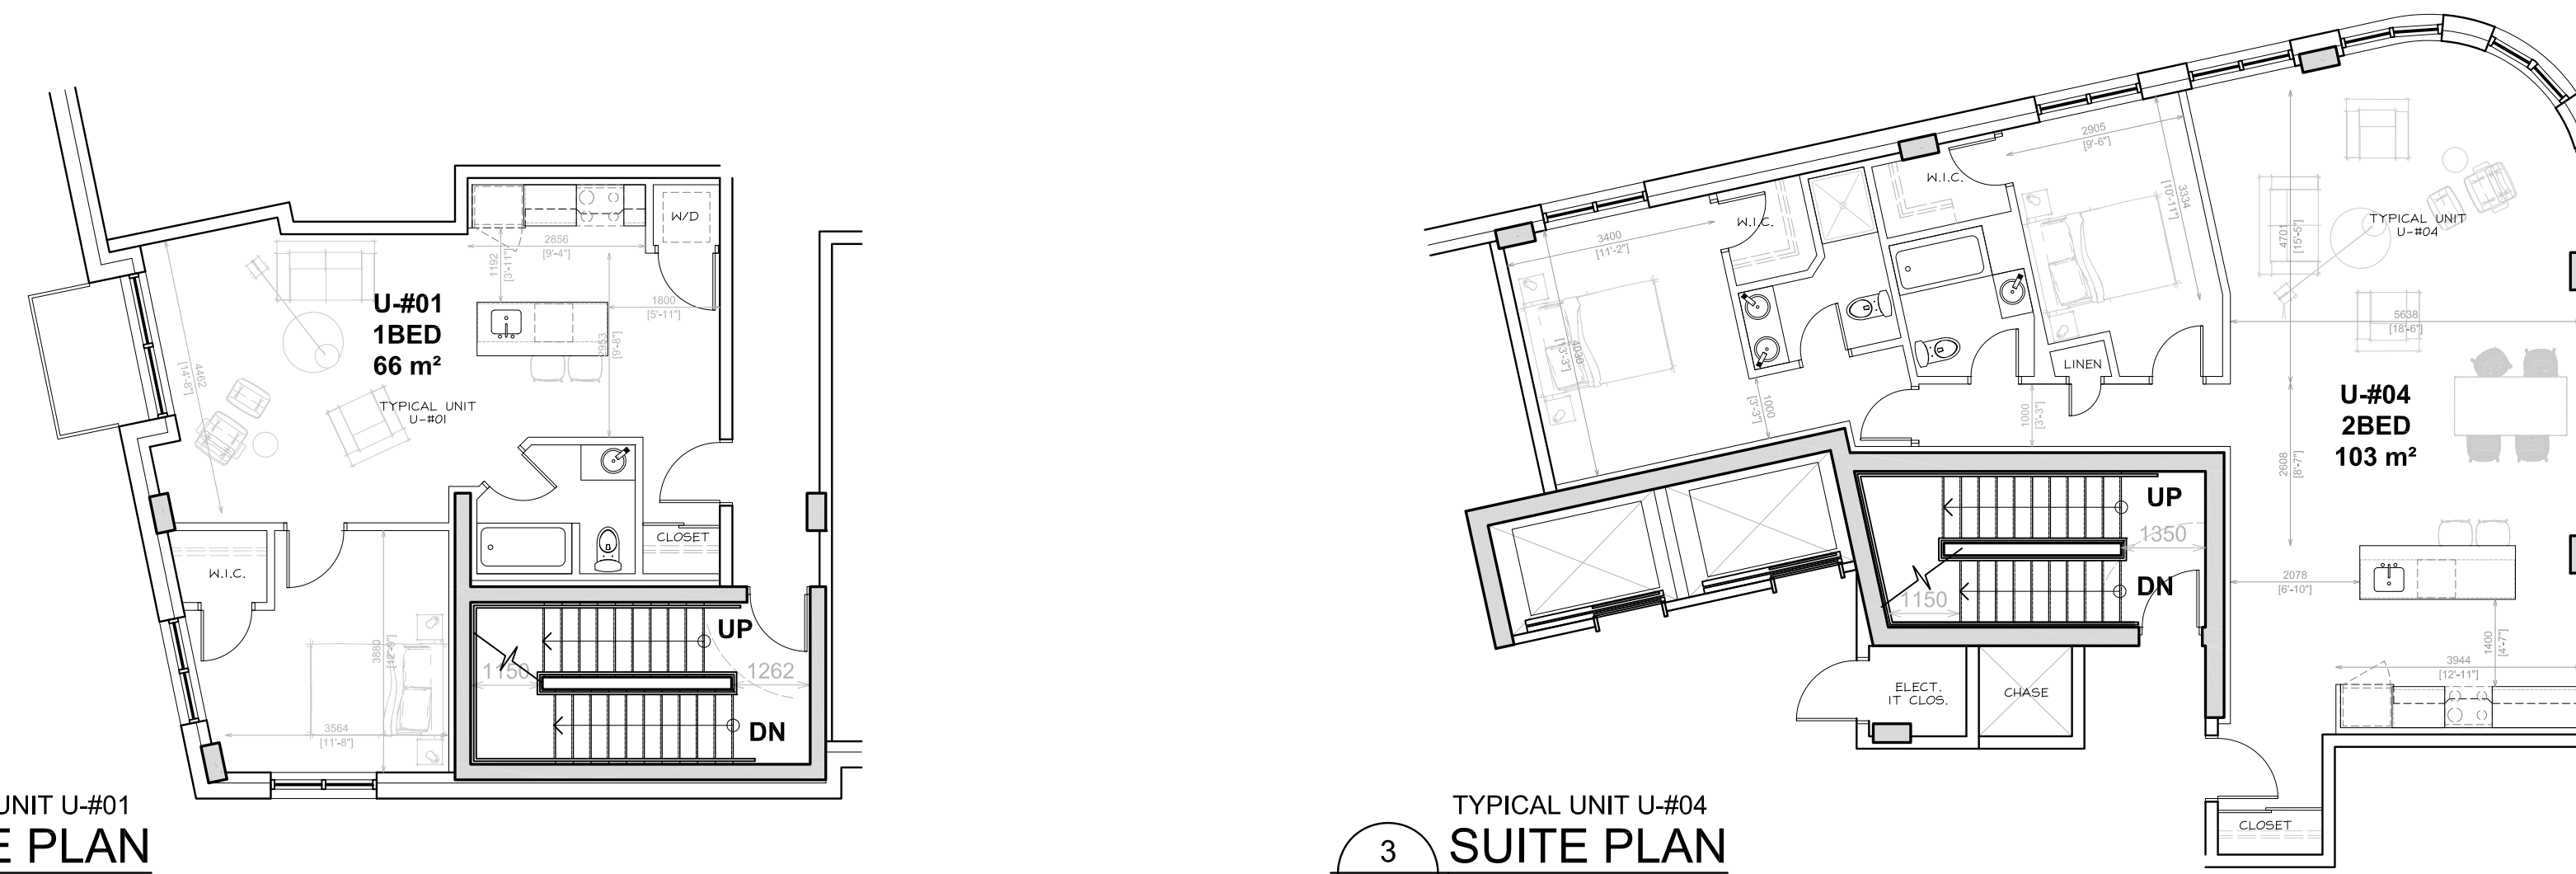 W/D
2856
[9'-4"]
1192
[3'-11"]
1800
[5'-11"]
U-#01
1BED
66 m²
2953
[9'-8"]
4462
[14'-8"]
TYPICAL UNIT
U-#01
CLOSET
W.I.C.
3880
[12'-9"]
3564
[11'-8"]
UP
1150
1262
DN
UNIT U-#01
E PLAN
2905
[9'-6"]
W.I.C.
3334
[10'-11"]
W.I.C.
3400
[11'-2"]
TYPICAL UNIT
U-#04
4701
[15'-5"]
5638
[18'-6"]
4030
[13'-3"]
LINEN
1000
[3'-3"]
1000
[3'-3"]
U-#04
2BED
103 m²
2608
[8'-7"]
UP
1350
DN
1150
2078
[6'-10"]
1400
[4'-7"]
3944
[12'-11"]
ELECT.
IT CLOS.
CHASE
CLOSET
TYPICAL UNIT U-#04
3
SUITE PLAN